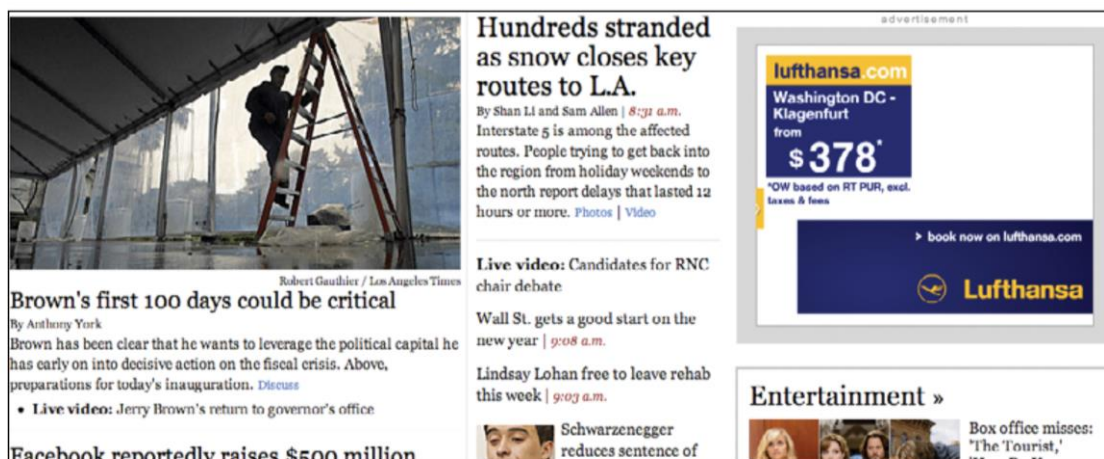 Robert Gauthier / Los Angeles Times
Brown's first 100 days could be critical
By Anthony York
Brown has been clear that he wants to leverage the political capital he
has early on into decisive action on the fiscal crisis. Above,
preparations for today's inauguration. Discuss
• Live video: Jerry Brown's return to governor's office
Facebook reportedly raises $500 million
Hundreds stranded
as snow closes key
routes to L.A.
By Shan Li and Sam Allen | 8:31 a.m.
Interstate 5 is among the affected
routes. People trying to get back into
the region from holiday weekends to
the north report delays that lasted 12
hours or more. Photos | Video
Live video: Candidates for RNC
chair debate
Wall St. gets a good start on the
new year | 9:08 a.m.
Lindsay Lohan free to leave rehab
this week | 9:03 a.m.
Schwarzenegger
reduces sentence of
advertisement
lufthansa.com
Washington DC -
Klagenfurt
from
$378*
*OW based on RT PUR, excl.
taxes & fees
> book now on lufthansa.com
Lufthansa
Entertainment »
Box office misses:
'The Tourist,'